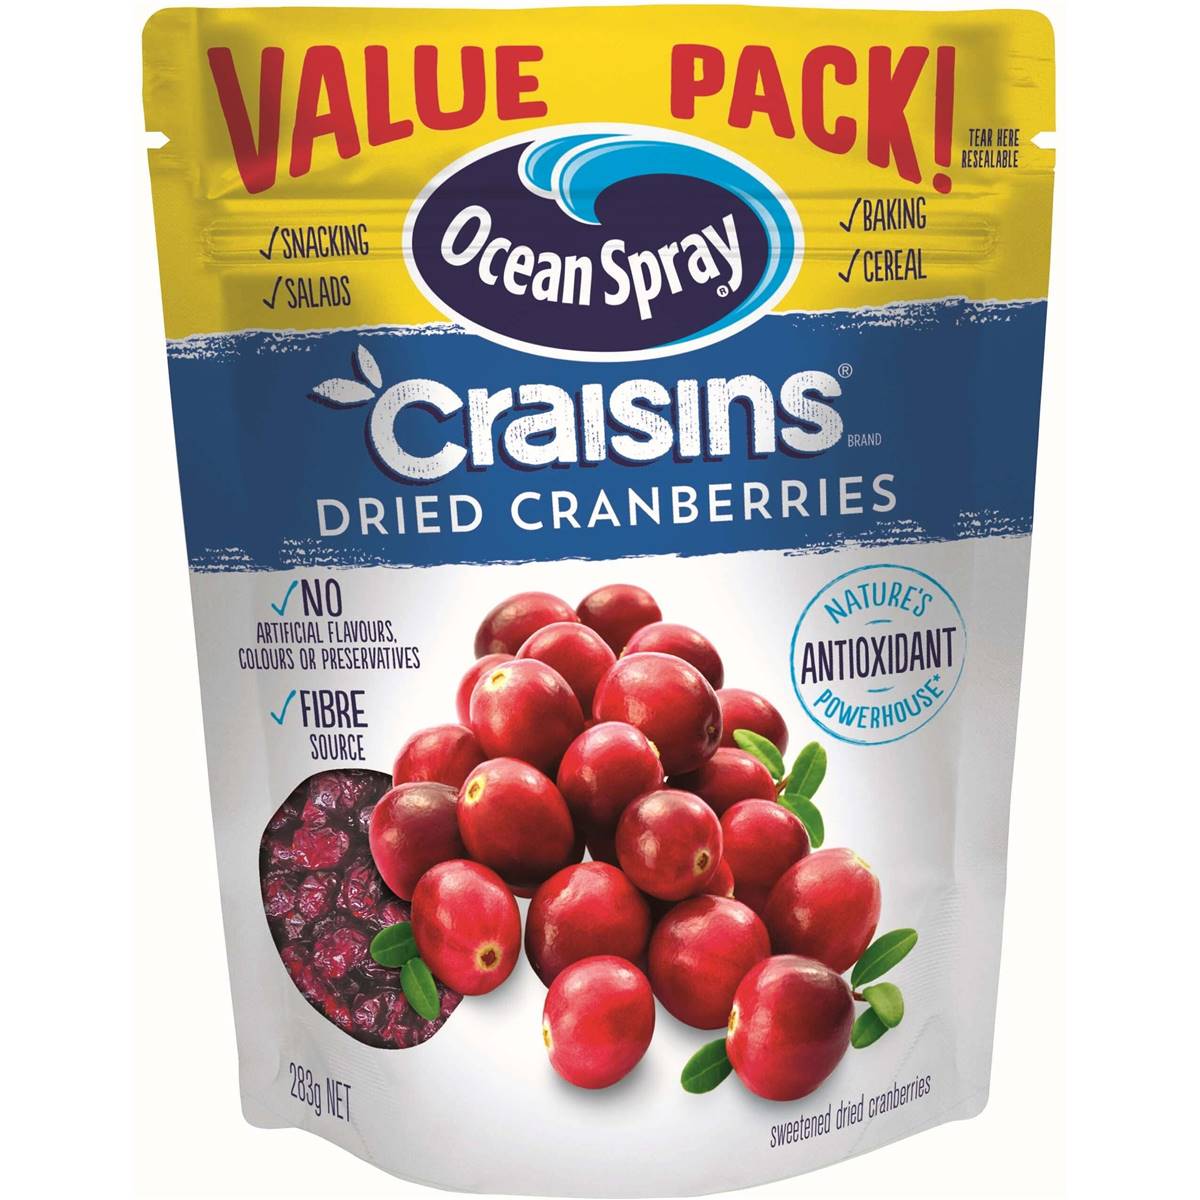 VALUE PACK!
TEAR HERE
RESEALABLE
Ocean Spray®
✓SNACKING
✓SALADS
✓BAKING
✓CEREAL
craisins®
BRAND
DRIED CRANBERRIES
✓NO
ARTIFICIAL FLAVOURS,
COLOURS OR PRESERVATIVES
✓FIBRE
SOURCE
NATURE'S
ANTIOXIDANT
POWERHOUSE*
283g NET
sweetened dried cranberries